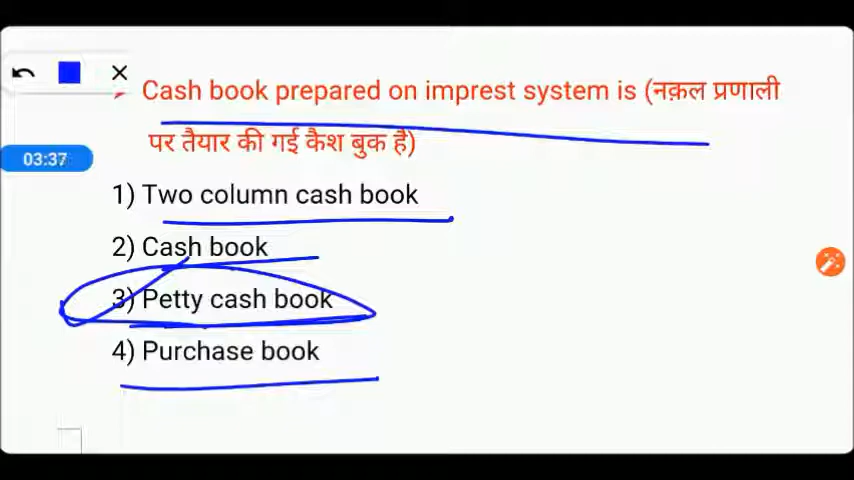 Cash book prepared on imprest system is (नक़ल प्रणाली
पर तैयार की गई कैश बुक है)
03:37
1) Two column cash book
2) Cash book
3) Petty cash book
4) Purchase book